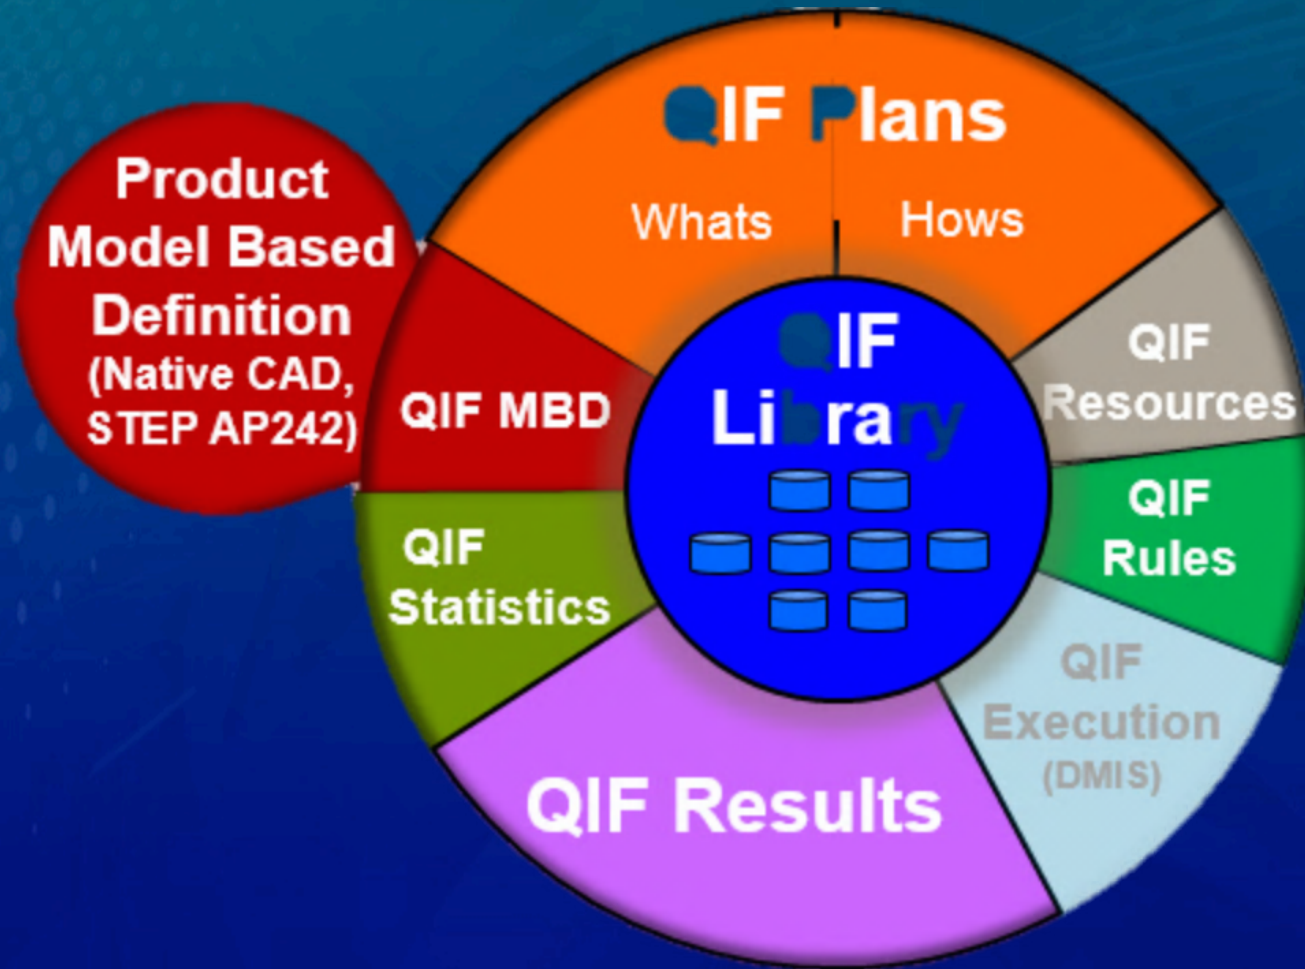 QIF Plans
Whats
Hows
Product
Model Based
Definition
(Native CAD,
STEP AP242)
QIF MBD
QIF
Library
QIF
Resources
QIF
Rules
QIF
Statistics
QIF
Execution
(DMIS)
QIF Results